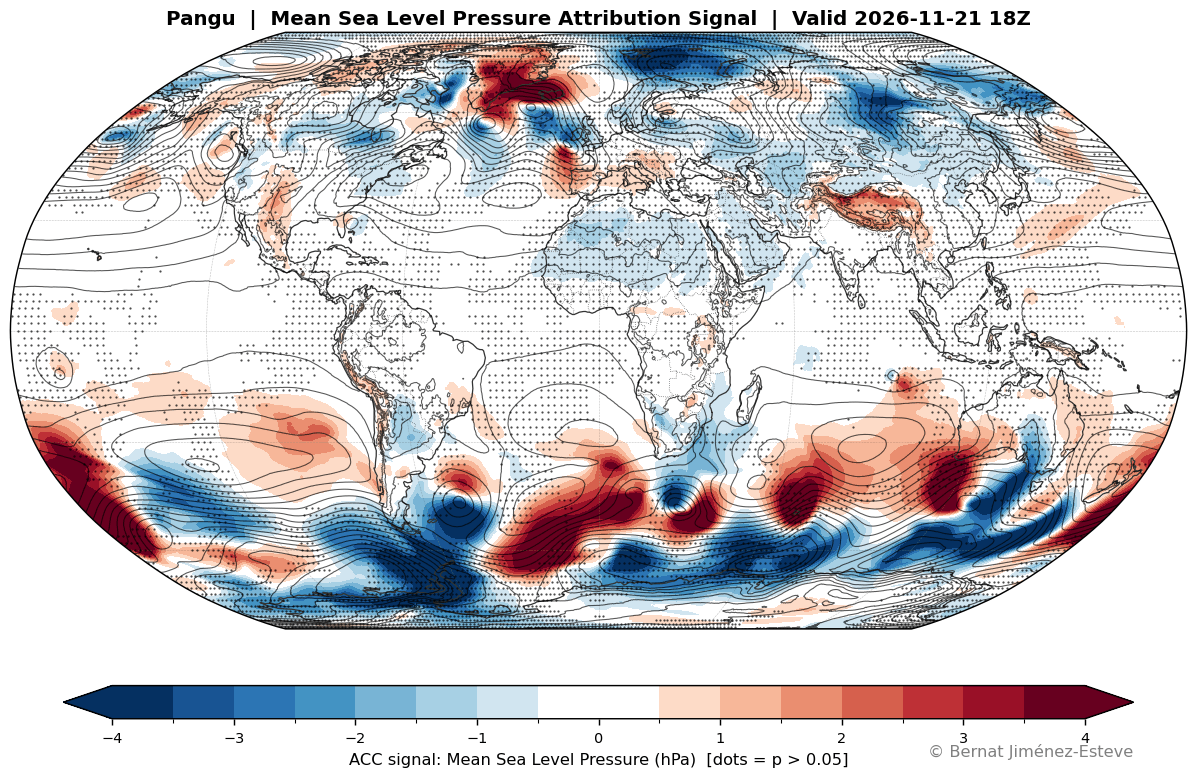 Pangu | Mean Sea Level Pressure Attribution Signal | Valid 2026-11-21 18Z
−4 −3 −2 −1 0 1 2 3 4
ACC signal: Mean Sea Level Pressure (hPa) [dots = p > 0.05]
© Bernat Jiménez-Esteve